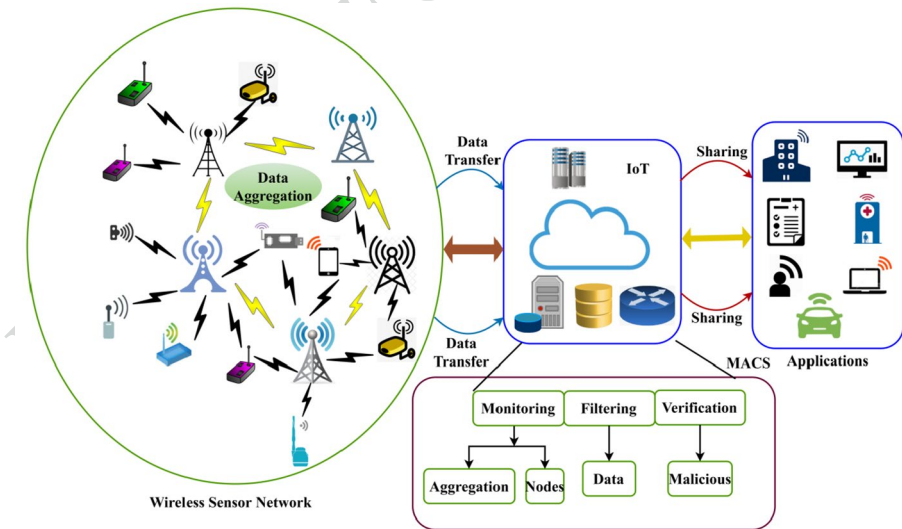 Data
Aggregation
Wireless Sensor Network
Data
Transfer
Data
Transfer
IoT
Sharing
Sharing
Applications
MACS
Monitoring
Filtering
Verification
Aggregation
Nodes
Data
Malicious